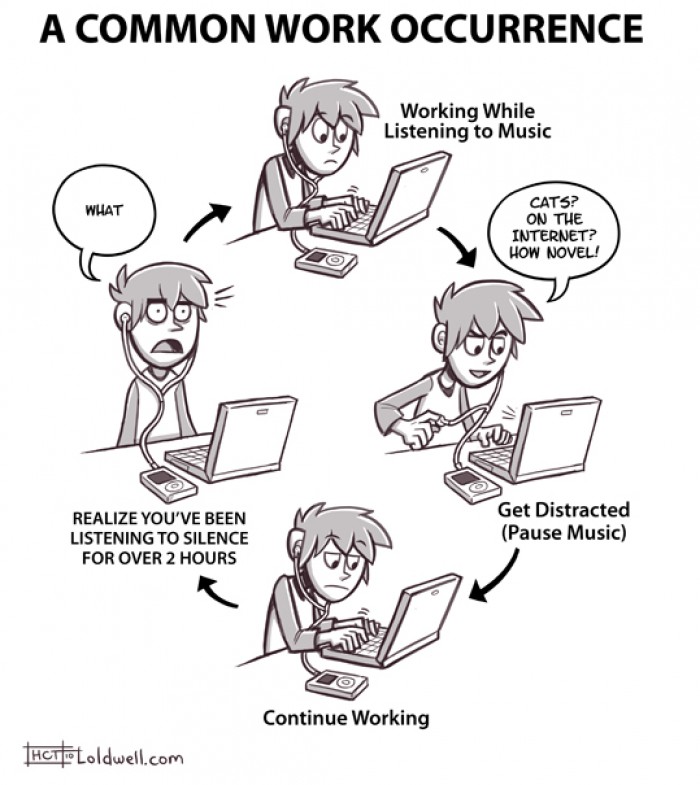 A COMMON WORK OCCURRENCE
Working While
Listening to Music
CATS?
ON THE
INTERNET?
HOW NOVEL!
Get Distracted
(Pause Music)
Continue Working
REALIZE YOU'VE BEEN
LISTENING TO SILENCE
FOR OVER 2 HOURS
WHAT
HCT10 Loldwell.com